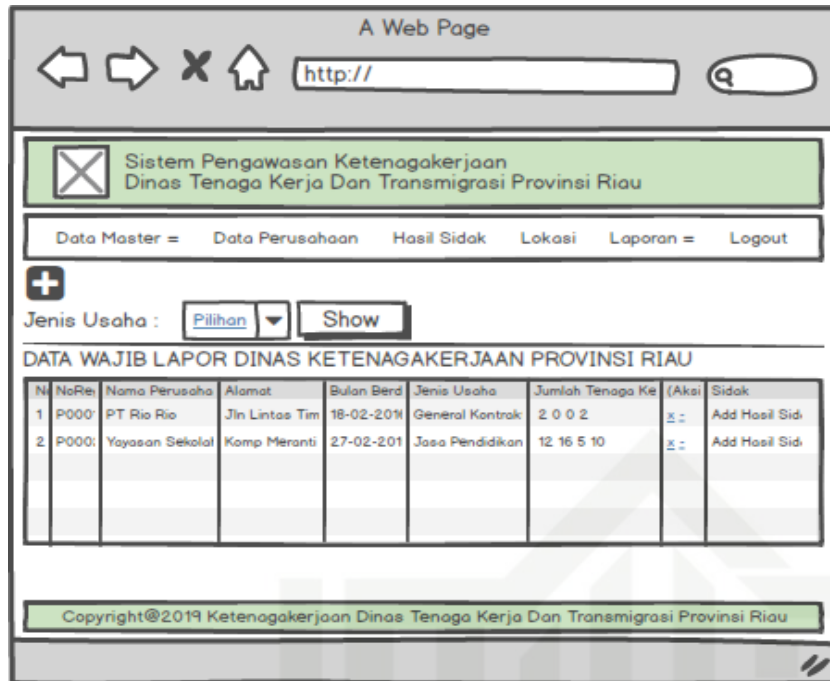 A Web Page
http://
Sistem Pengawasan Ketenagakerjaan
Dinas Tenaga Kerja Dan Transmigrasi Provinsi Riau
Data Master = Data Perusahaan Hasil Sidak Lokasi Laporan = Logout
Jenis Usaha : Pilihan Show
DATA WAJIB LAPOR DINAS KETENAGAKERJAAN PROVINSI RIAU
NoRe Nama Perusaha Alamat Bulan Berd Jenis Usaha Jumlah Tenaga Ke (Aksi Sidak
1 P000 PT Rio Rio Jln Lintas Tim 18-02-201 General Kontrak 2 0 0 2 x - Add Hasil Sid
2 P000 Yayasan Sekolah Komp Meranti 27-02-201 Jasa Pendidikan 12 16 5 10 x - Add Hasil Sid
Copyright@2019 Ketenagakerjaan Dinas Tenaga Kerja Dan Transmigrasi Provinsi Riau